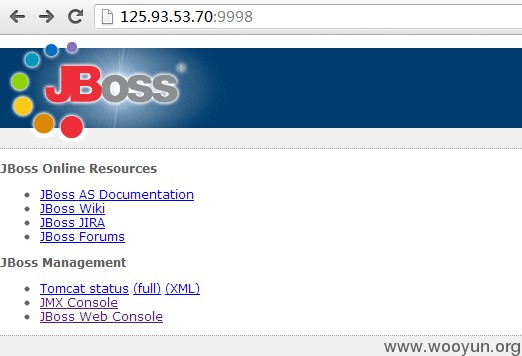 125.93.53.70:9998
JBoss
JBoss Online Resources
JBoss AS Documentation
JBoss Wiki
JBoss JIRA
JBoss Forums
JBoss Management
Tomcat status (full) (XML)
JMX Console
JBoss Web Console
www.wooyun.org